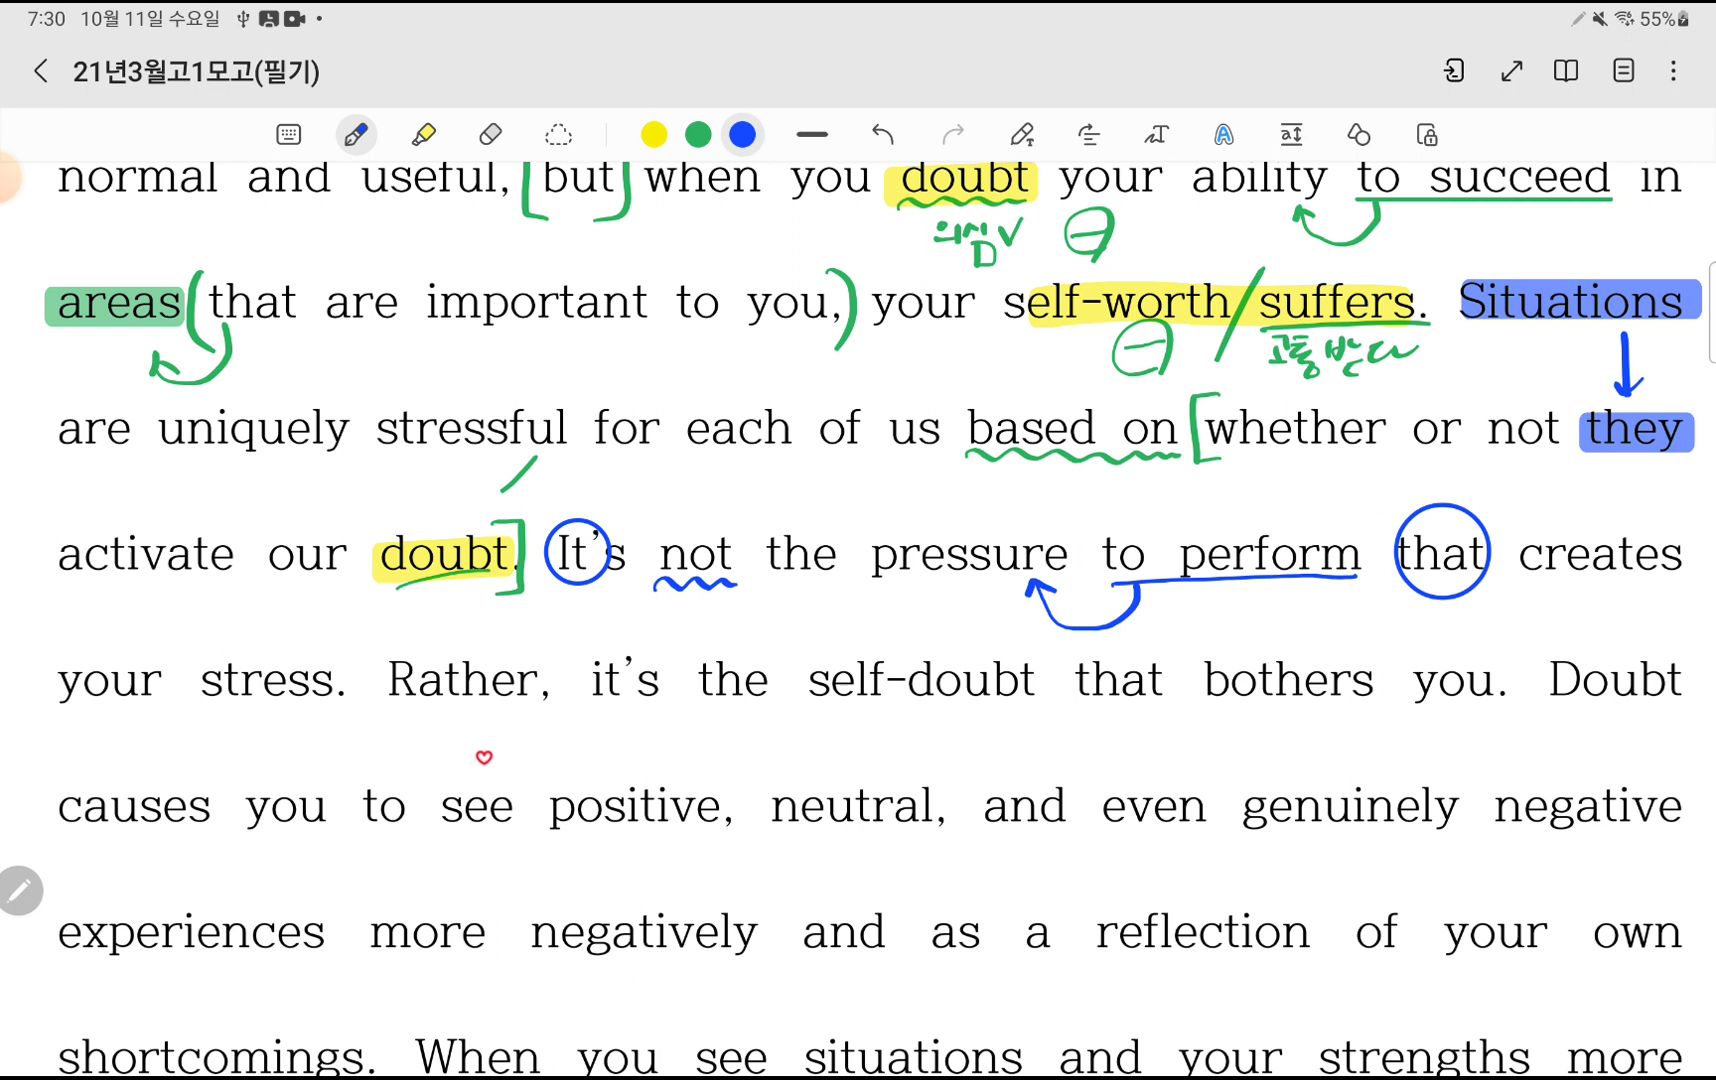 7:30 10월 11일 수요일 55%
21년3월고1모고(필기)
normal and useful, but when you doubt your ability to succeed in
의심 D
areas that are important to you, your self-worth suffers. Situations
고통 받다
are uniquely stressful for each of us based on whether or not they
activate our doubt. It's not the pressure to perform that creates
your stress. Rather, it's the self-doubt that bothers you. Doubt
causes you to see positive, neutral, and even genuinely negative
experiences more negatively and as a reflection of your own
shortcomings. When you see situations and your strengths more